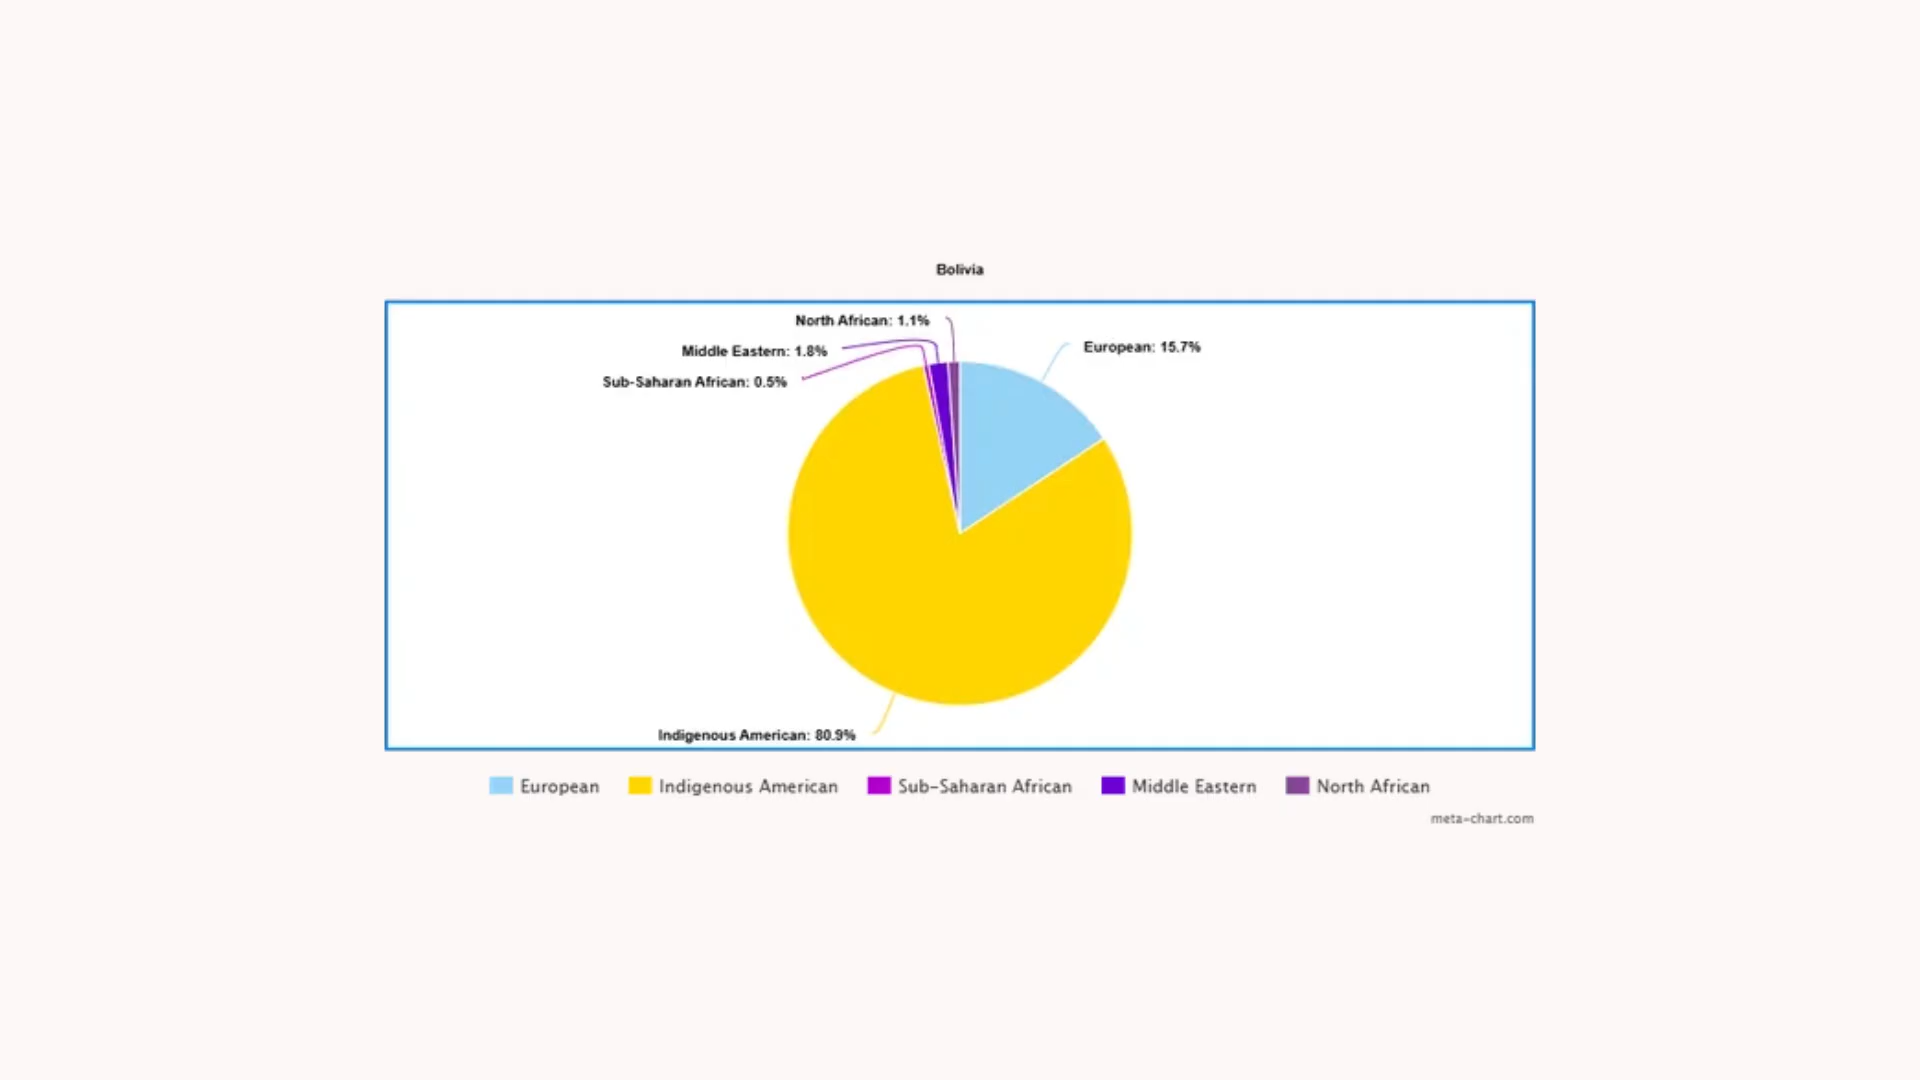 Bolivia
North African: 1.1%
European: 15.7%
Middle Eastern: 1.8%
Sub-Saharan African: 0.5%
Indigenous American: 80.9%
European Indigenous American Sub-Saharan African Middle Eastern North African
meta-chart.com